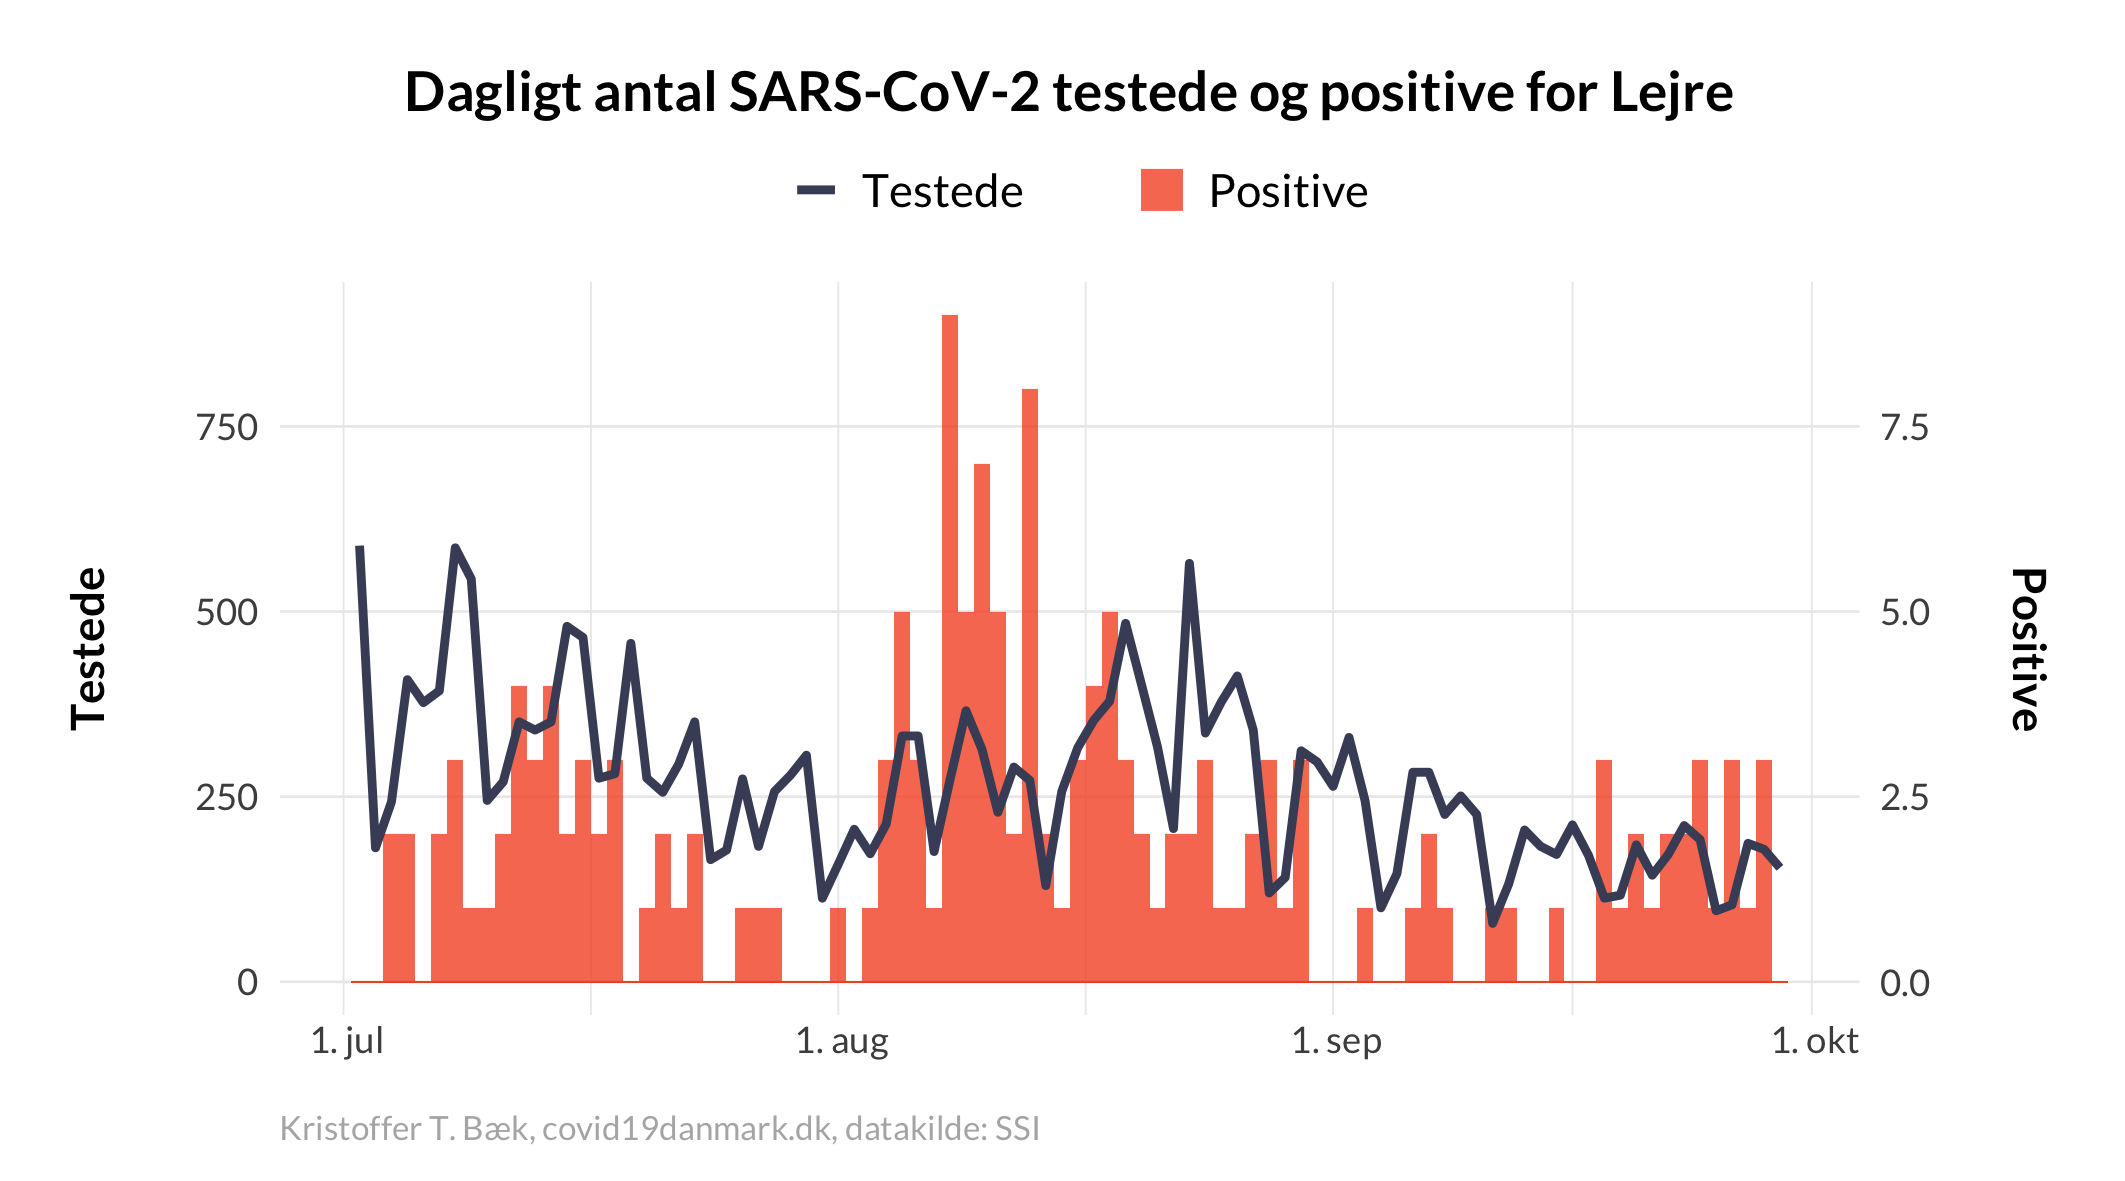 Dagligt antal SARS-CoV-2 testede og positive for Lejre
Testede
Positive
Testede
750
500
250
0
7.5
5.0
2.5
0.0
Positive
1. jul
1. aug
1. sep
1. okt
Kristoffer T. Bæk, covid19danmark.dk, datakilde: SSI